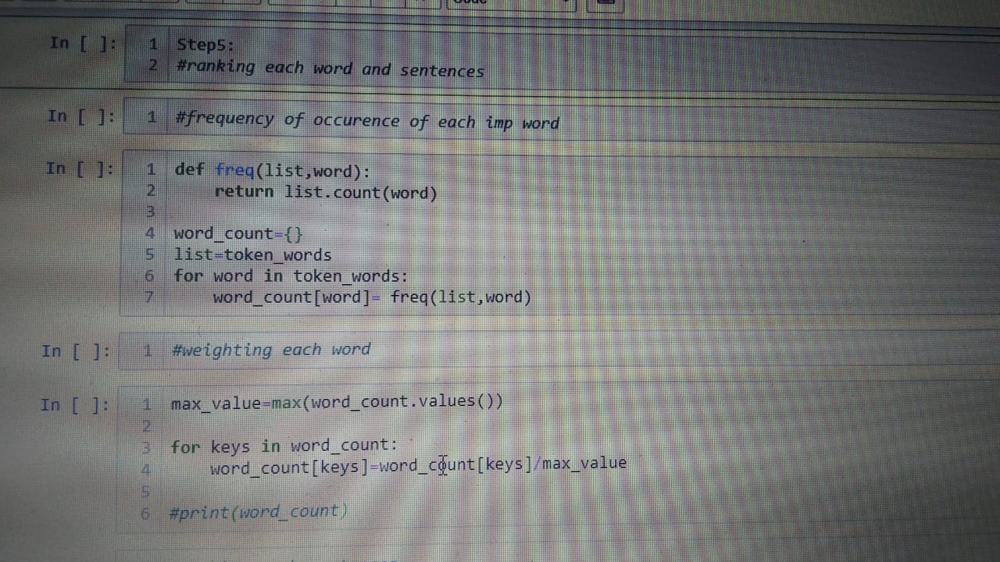 In [ ]: 1 Step5:
2 #ranking each word and sentences
In [ ]: 1 #frequency of occurence of each imp word
In [ ]: 1 def freq(list,word):
2     return list.count(word)
3
4 word_count={}
5 list=token_words
6 for word in token_words:
7     word_count[word]= freq(list,word)
In [ ]: 1 #weighting each word
In [ ]: 1 max_value=max(word_count.values())
2
3 for keys in word_count:
4     word_count[keys]=word_count[keys]/max_value
5
6 #print(word_count)